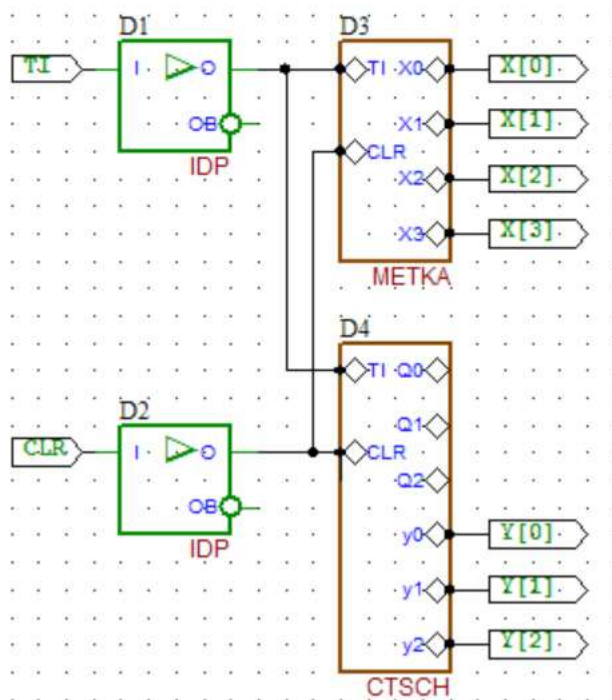 D1
D3
TI
I
O
TI
X0
X[0]
OB
X1
X[1]
IDP
CLR
X2
X[2]
X3
X[3]
METKA
D4
TI
Q0
D2
Q1
CLR
I
O
CLR
Q2
OB
y0
Y[0]
IDP
y1
Y[1]
y2
Y[2]
CTSCH